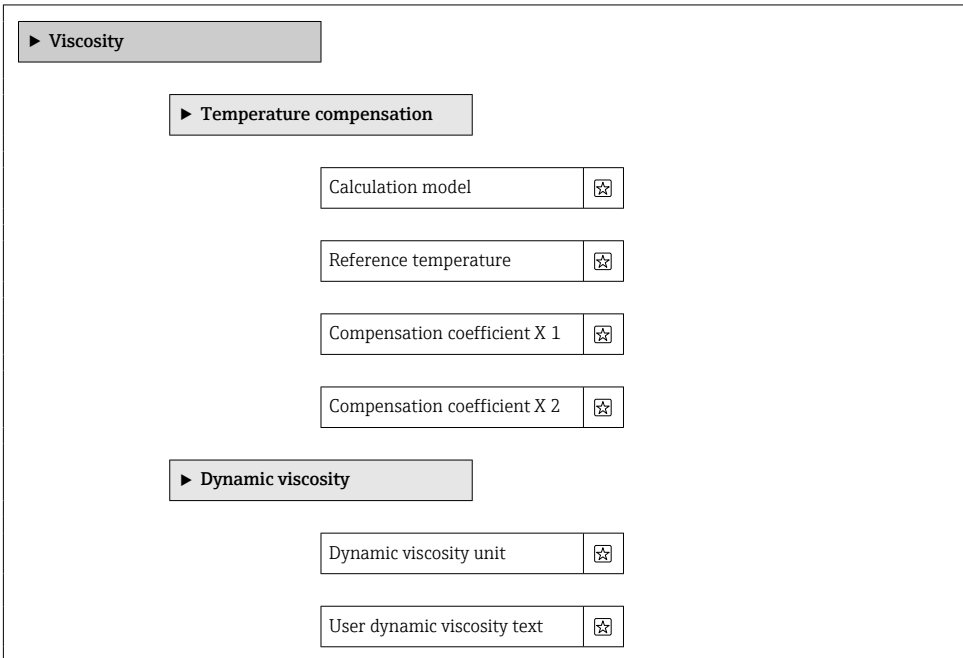 ► Viscosity
► Temperature compensation
Calculation model
Reference temperature
Compensation coefficient X 1
Compensation coefficient X 2
► Dynamic viscosity
Dynamic viscosity unit
User dynamic viscosity text